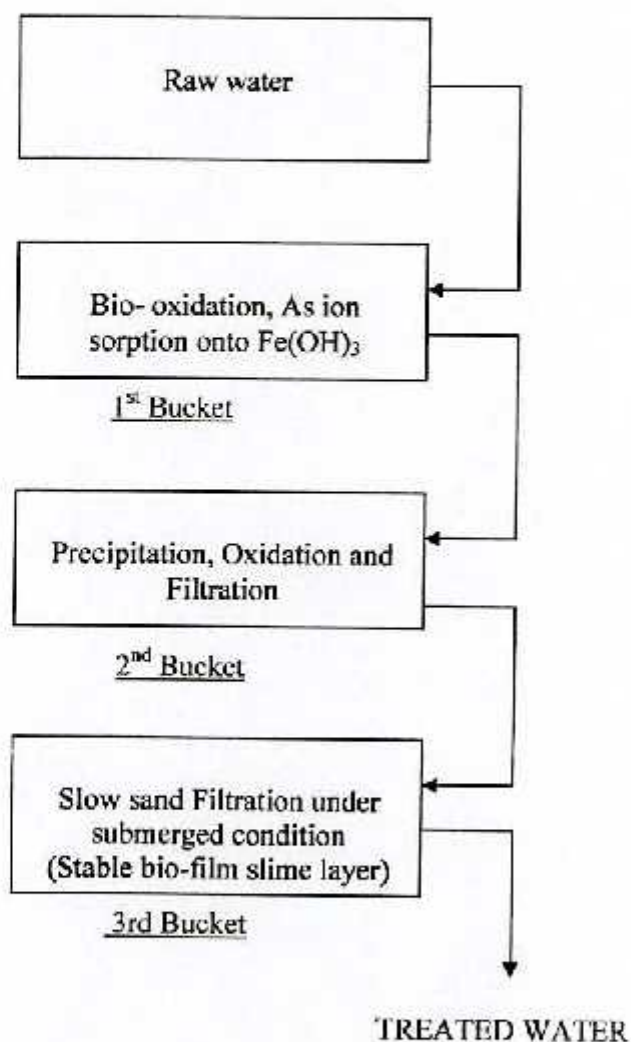 Raw water
Bio- oxidation, As ion
sorption onto Fe(OH)₃
1ˢᵗ Bucket
Precipitation, Oxidation and
Filtration
2ⁿᵈ Bucket
Slow sand Filtration under
submerged condition
(Stable bio-film slime layer)
3rd Bucket
TREATED WATER